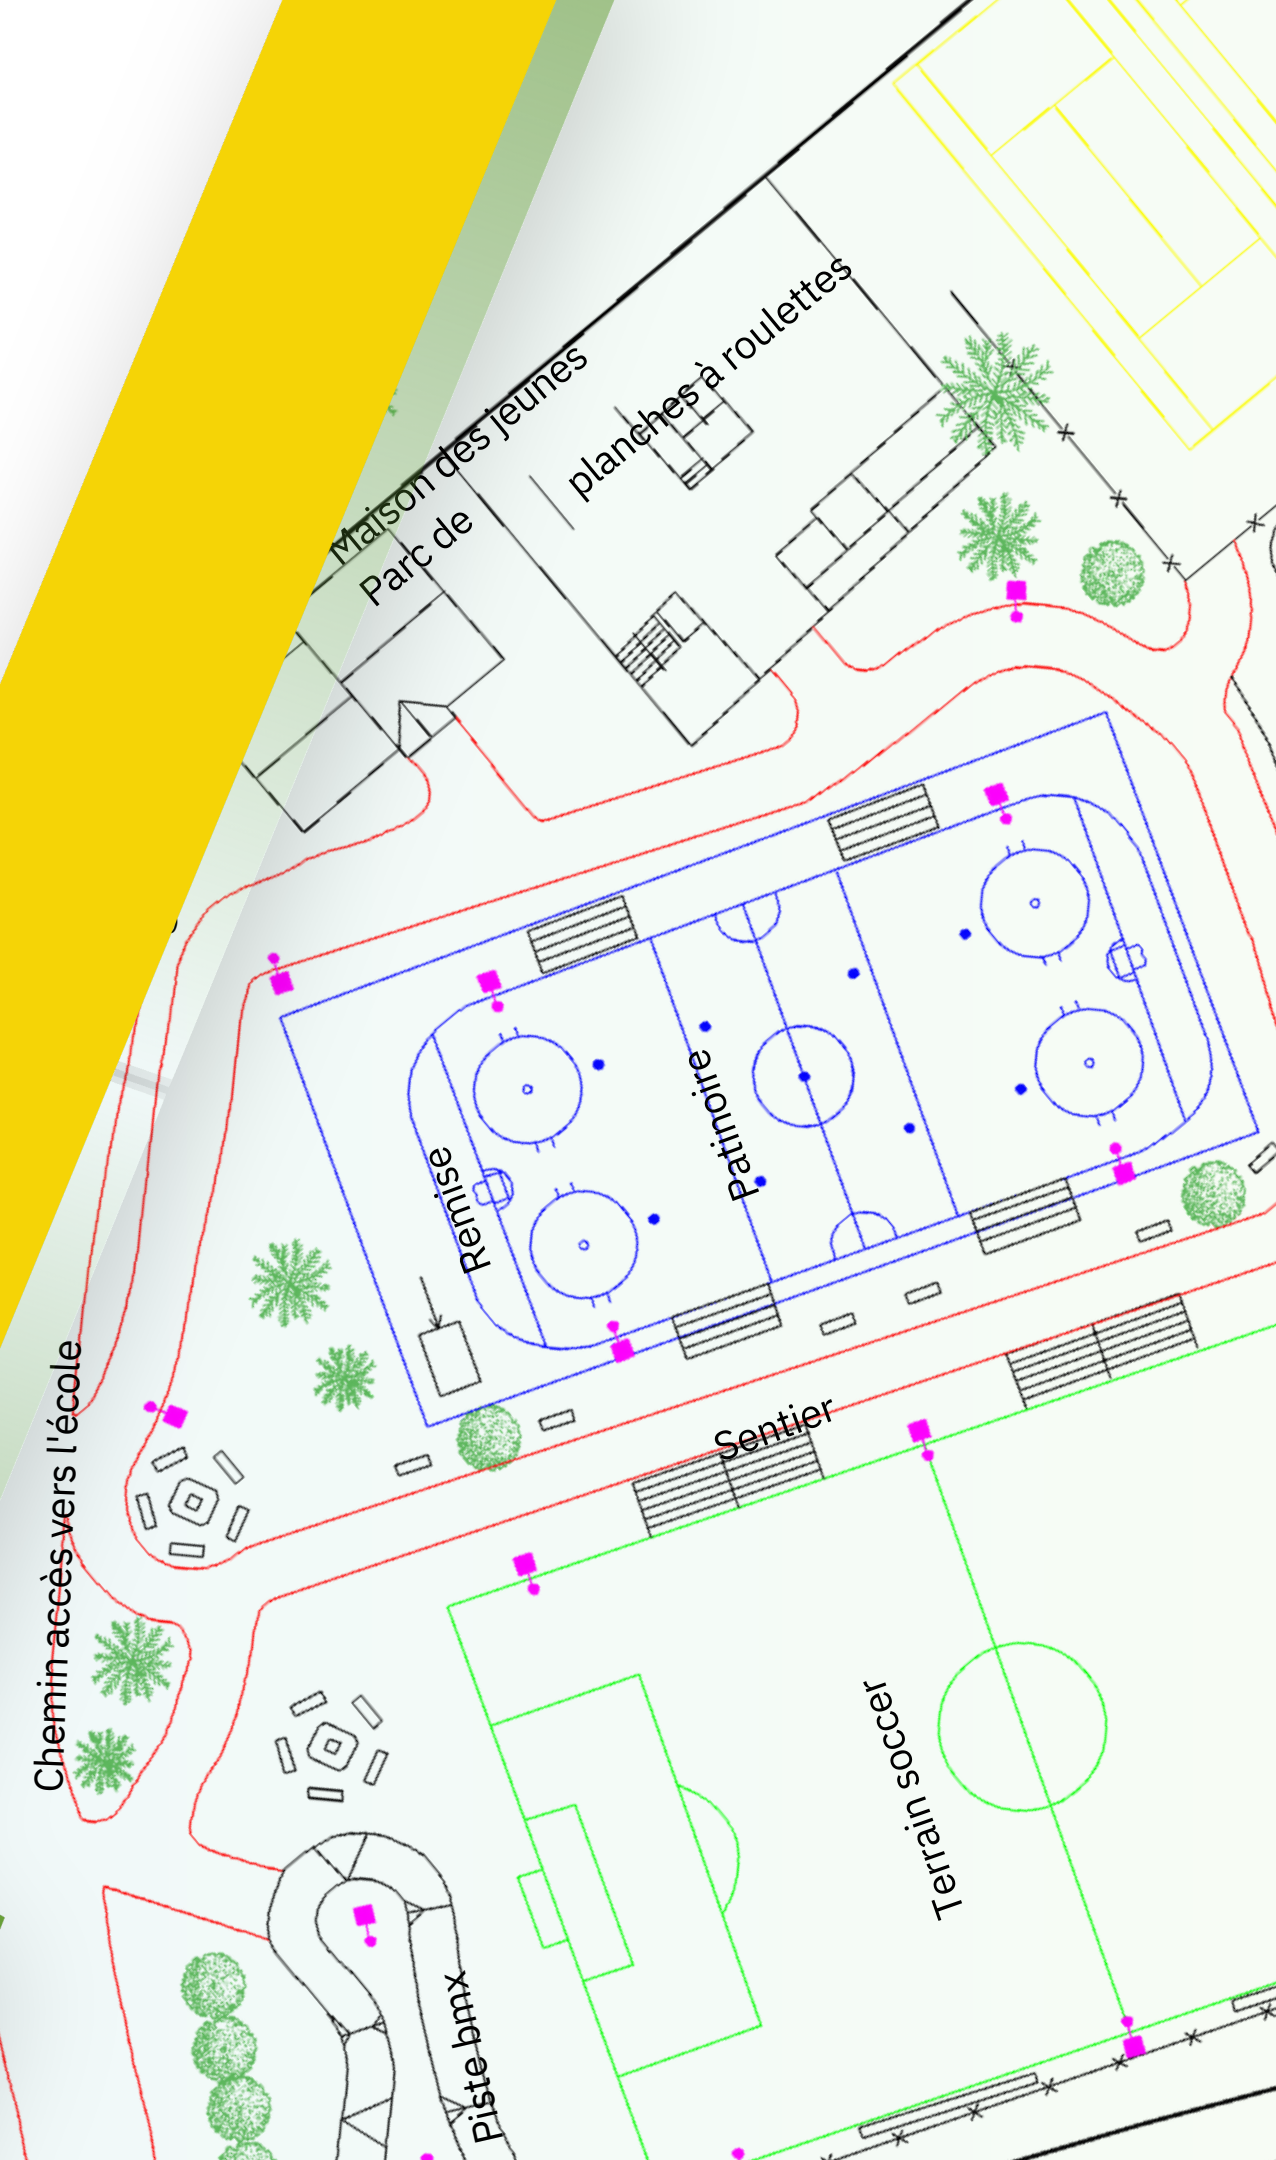 planches à roulettes
Maison des jeunes
Parc de
Patinoire
Remise
Chemin accès vers l'école
Sentier
Terrain soccer
Piste bmx